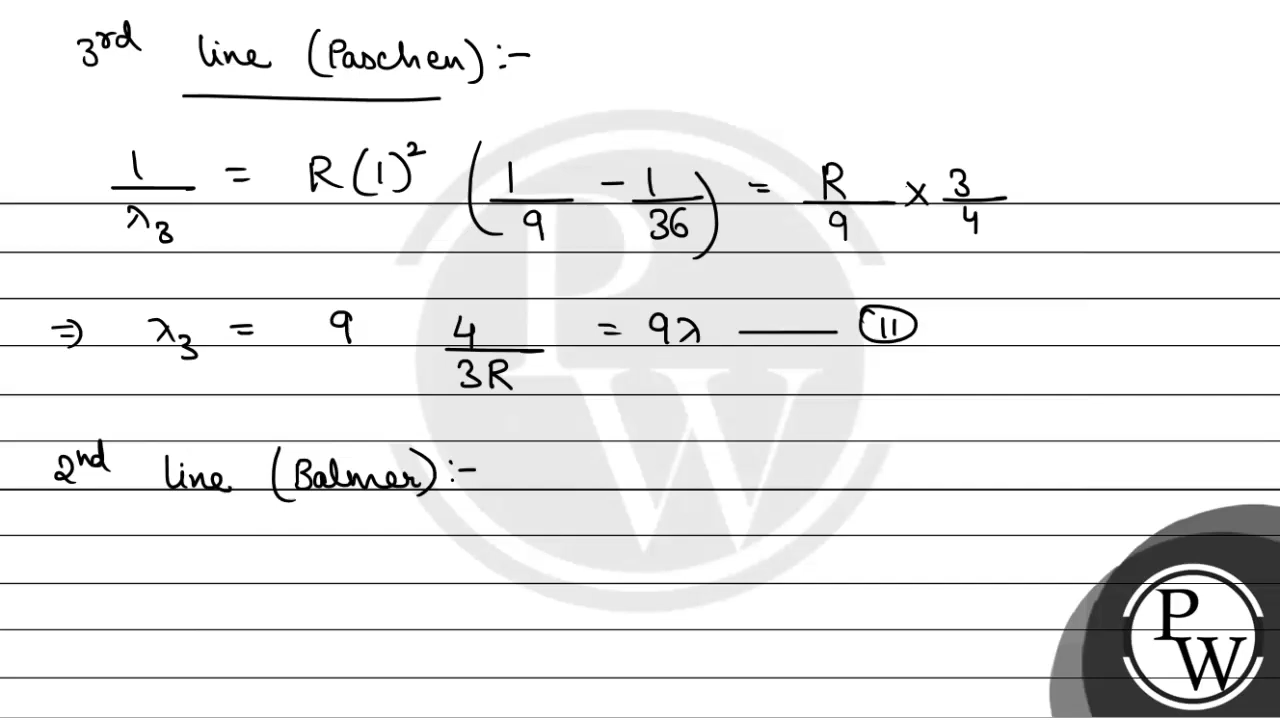 3rd line (Paschen):-
1/λ3 = R(1)² (1/9 - 1/36) = R/9 × 3/4
⇒ λ3 = 9 4/3R = 9λ —— (11)
2nd line (Balmer):-
PW
PW